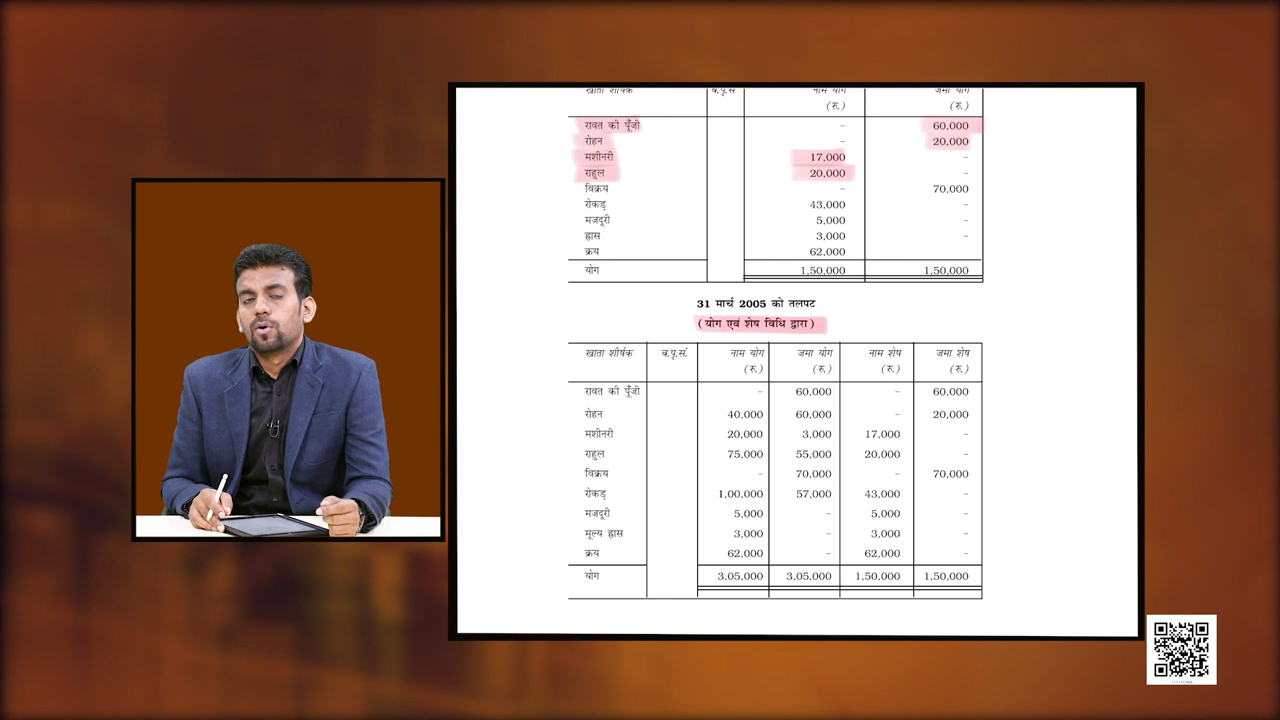 खाता शीर्षक ब.पृ.सं नाम योग जमा योग
(रु.) (रु.)
रावत की पूँजी – 60,000
रोहन – 20,000
मशीनरी 17,000 –
राहुल 20,000 –
विक्रय – 70,000
रोकड़ 43,000 –
मजदूरी 5,000 –
ह्रास 3,000 –
क्रय 62,000
योग 1,50,000 1,50,000
31 मार्च 2005 को तलपट
(योग एवं शेष विधि द्वारा)
खाता शीर्षक ब.पृ.सं. नाम योग जमा योग नाम शेष जमा शेष
(रु.) (रु.) (रु.) (रु.)
रावत की पूँजी – 60,000 60,000
रोहन 40,000 60,000 – 20,000
मशीनरी 20,000 3,000 17,000 –
राहुल 75,000 55,000 20,000 –
विक्रय – 70,000 – 70,000
रोकड़ 1,00,000 57,000 43,000 –
मजदूरी 5,000 – 5,000 –
मूल्य ह्रास 3,000 – 3,000 –
क्रय 62,000 – 62,000 –
योग 3,05,000 3,05,000 1,50,000 1,50,000